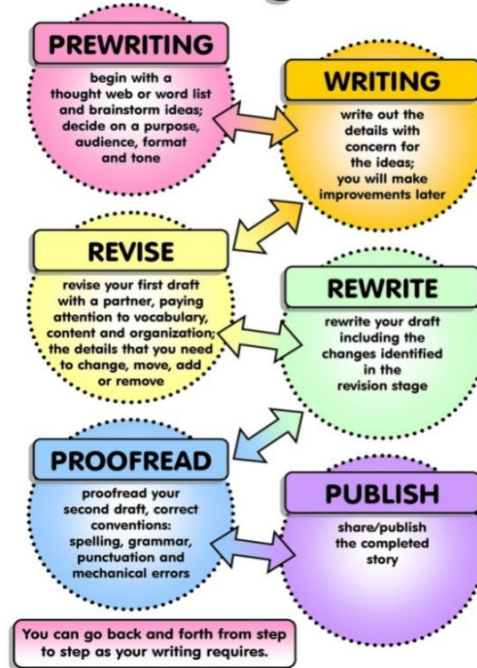 PREWRITING
begin with a
thought web or word list
and brainstorm ideas;
decide on a purpose,
audience, format
and tone
WRITING
write out the
details with
concern for
the ideas;
you will make
improvements later
REVISE
revise your first draft
with a partner, paying
attention to vocabulary,
content and organization;
the details that you need
to change, move, add
or remove
REWRITE
rewrite your draft
including the
changes identified
in the
revision stage
PROOFREAD
proofread your
second draft, correct
conventions:
spelling, grammar,
punctuation and
mechanical errors
PUBLISH
share/publish
the completed
story
You can go back and forth from step
to step as your writing requires.